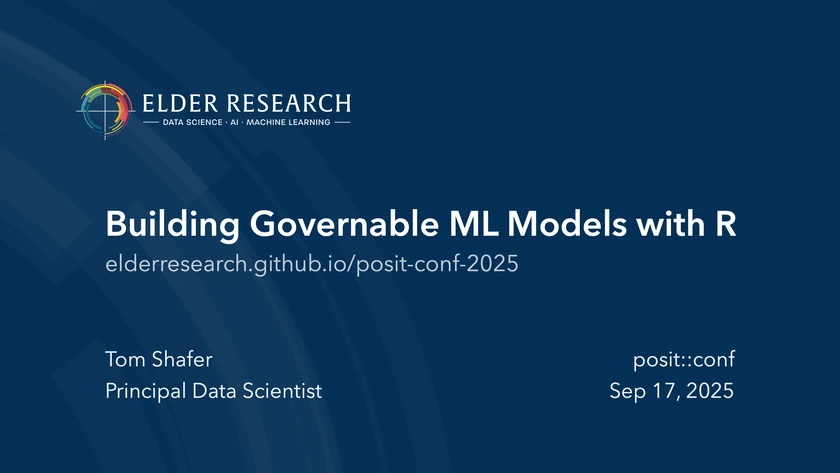 ELDER RESEARCH
DATA SCIENCE · AI · MACHINE LEARNING
Building Governable ML Models with R
elderresearch.github.io/posit-conf-2025
Tom Shafer
Principal Data Scientist
posit::conf
Sep 17, 2025